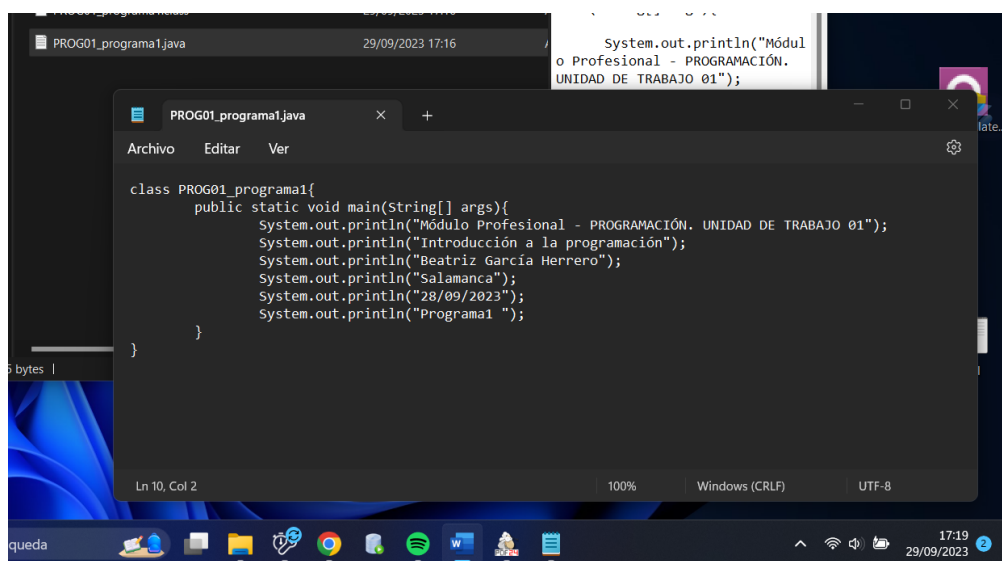 PROG01_programa1.java 29/09/2023 17:16
System.out.println("Módul
o Profesional - PROGRAMACIÓN.
UNIDAD DE TRABAJO 01");
PROG01_programa1.java
Archivo Editar Ver
class PROG01_programa1{
public static void main(String[] args){
System.out.println("Módulo Profesional - PROGRAMACIÓN. UNIDAD DE TRABAJO 01");
System.out.println("Introducción a la programación");
System.out.println("Beatriz García Herrero");
System.out.println("Salamanca");
System.out.println("28/09/2023");
System.out.println("Programa1 ");
}
}
bytes
Ln 10, Col 2 100% Windows (CRLF) UTF-8
queda
W
PDF24
17:19
29/09/2023
2